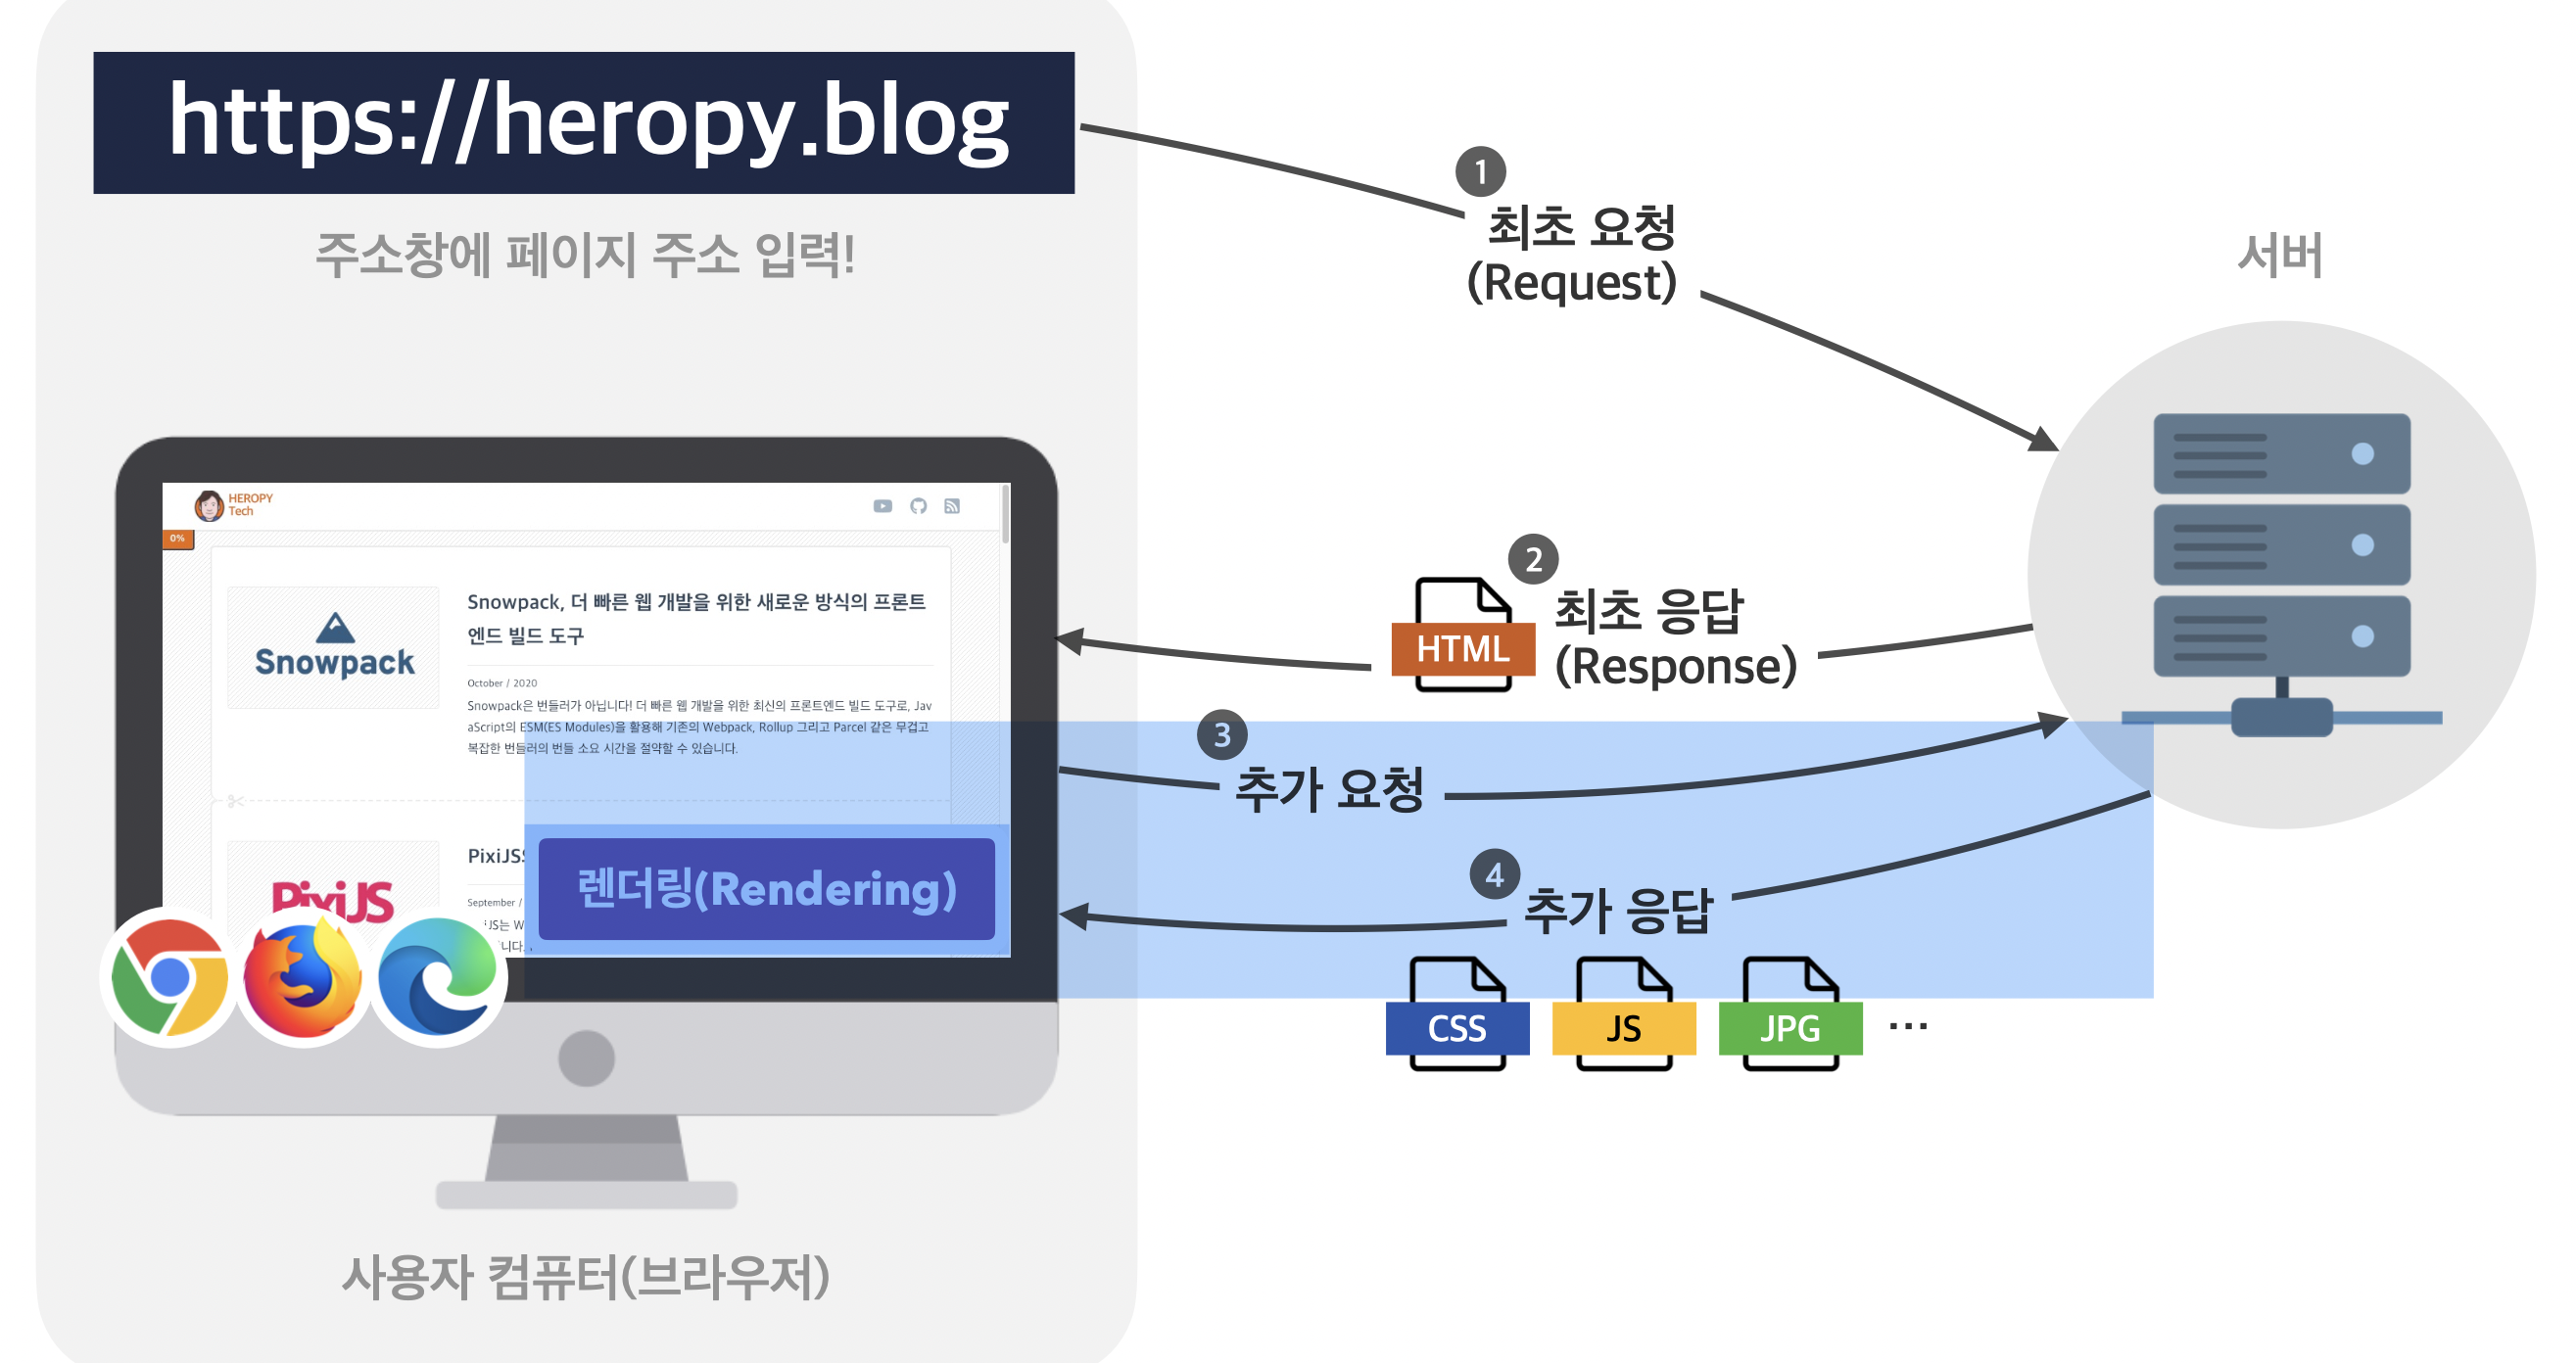 https://heropy.blog
주소창에 페이지 주소 입력!
1
최초 요청
(Request)
서버
HEROPY
Tech
0%
Snowpack
Snowpack, 더 빠른 웹 개발을 위한 새로운 방식의 프론트
엔드 빌드 도구
October / 2020
Snowpack은 번들러가 아닙니다! 더 빠른 웹 개발을 위한 최신의 프론트엔드 빌드 도구로, Jav
aScript의 ESM(ES Modules)을 활용해 기존의 Webpack, Rollup 그리고 Parcel 같은 무겁고
복잡한 번들러의 번들 소요 시간을 절약할 수 있습니다.
2
HTML
최초 응답
(Response)
3
추가 요청
PixiJS
PixiJS
September /
JS는 W
니다.
렌더링(Rendering)
4
추가 응답
CSS
JS
JPG
...
사용자 컴퓨터(브라우저)